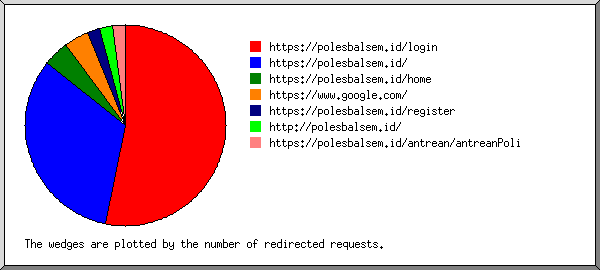 https://polesbalsem.id/login
https://polesbalsem.id/
https://polesbalsem.id/home
https://www.google.com/
https://polesbalsem.id/register
http://polesbalsem.id/
https://polesbalsem.id/antrean/antreanPoli
The wedges are plotted by the number of redirected requests.